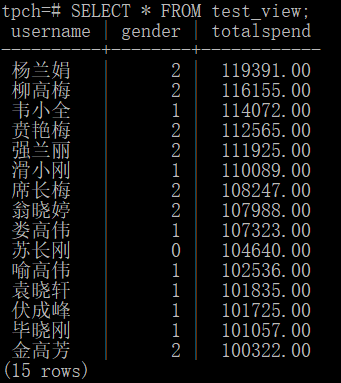 tpch=# SELECT * FROM test_view;
username | gender | totalspend
----------+--------+------------
杨兰娟 | 2 | 119391.00
柳高梅 | 2 | 116155.00
韦小全 | 1 | 114072.00
贲艳梅 | 2 | 112565.00
强兰丽 | 2 | 111925.00
滑小刚 | 1 | 110089.00
席长梅 | 2 | 108247.00
翁晓婷 | 2 | 107988.00
娄高伟 | 1 | 107323.00
苏长刚 | 0 | 104640.00
喻高伟 | 1 | 102536.00
袁晓轩 | 1 | 101835.00
伏成峰 | 1 | 101725.00
毕晓刚 | 1 | 101057.00
金高芳 | 2 | 100322.00
(15 rows)